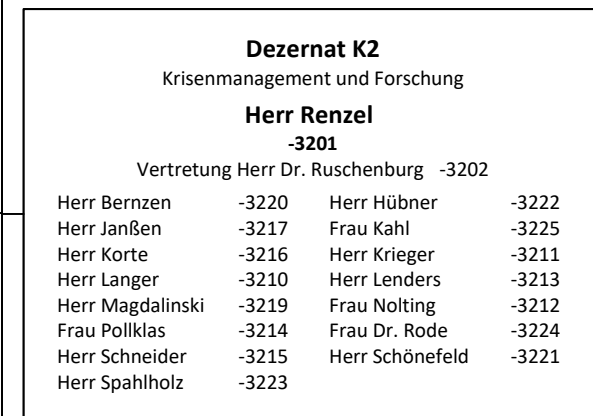 Dezernat K2
Krisenmanagement und Forschung
Herr Renzel
-3201
Vertretung Herr Dr. Ruschenburg -3202
Herr Bernzen -3220 Herr Hübner -3222
Herr Janßen -3217 Frau Kahl -3225
Herr Korte -3216 Herr Krieger -3211
Herr Langer -3210 Herr Lenders -3213
Herr Magdalinski -3219 Frau Nolting -3212
Frau Pollklas -3214 Frau Dr. Rode -3224
Herr Schneider -3215 Herr Schönefeld -3221
Herr Spahlholz -3223